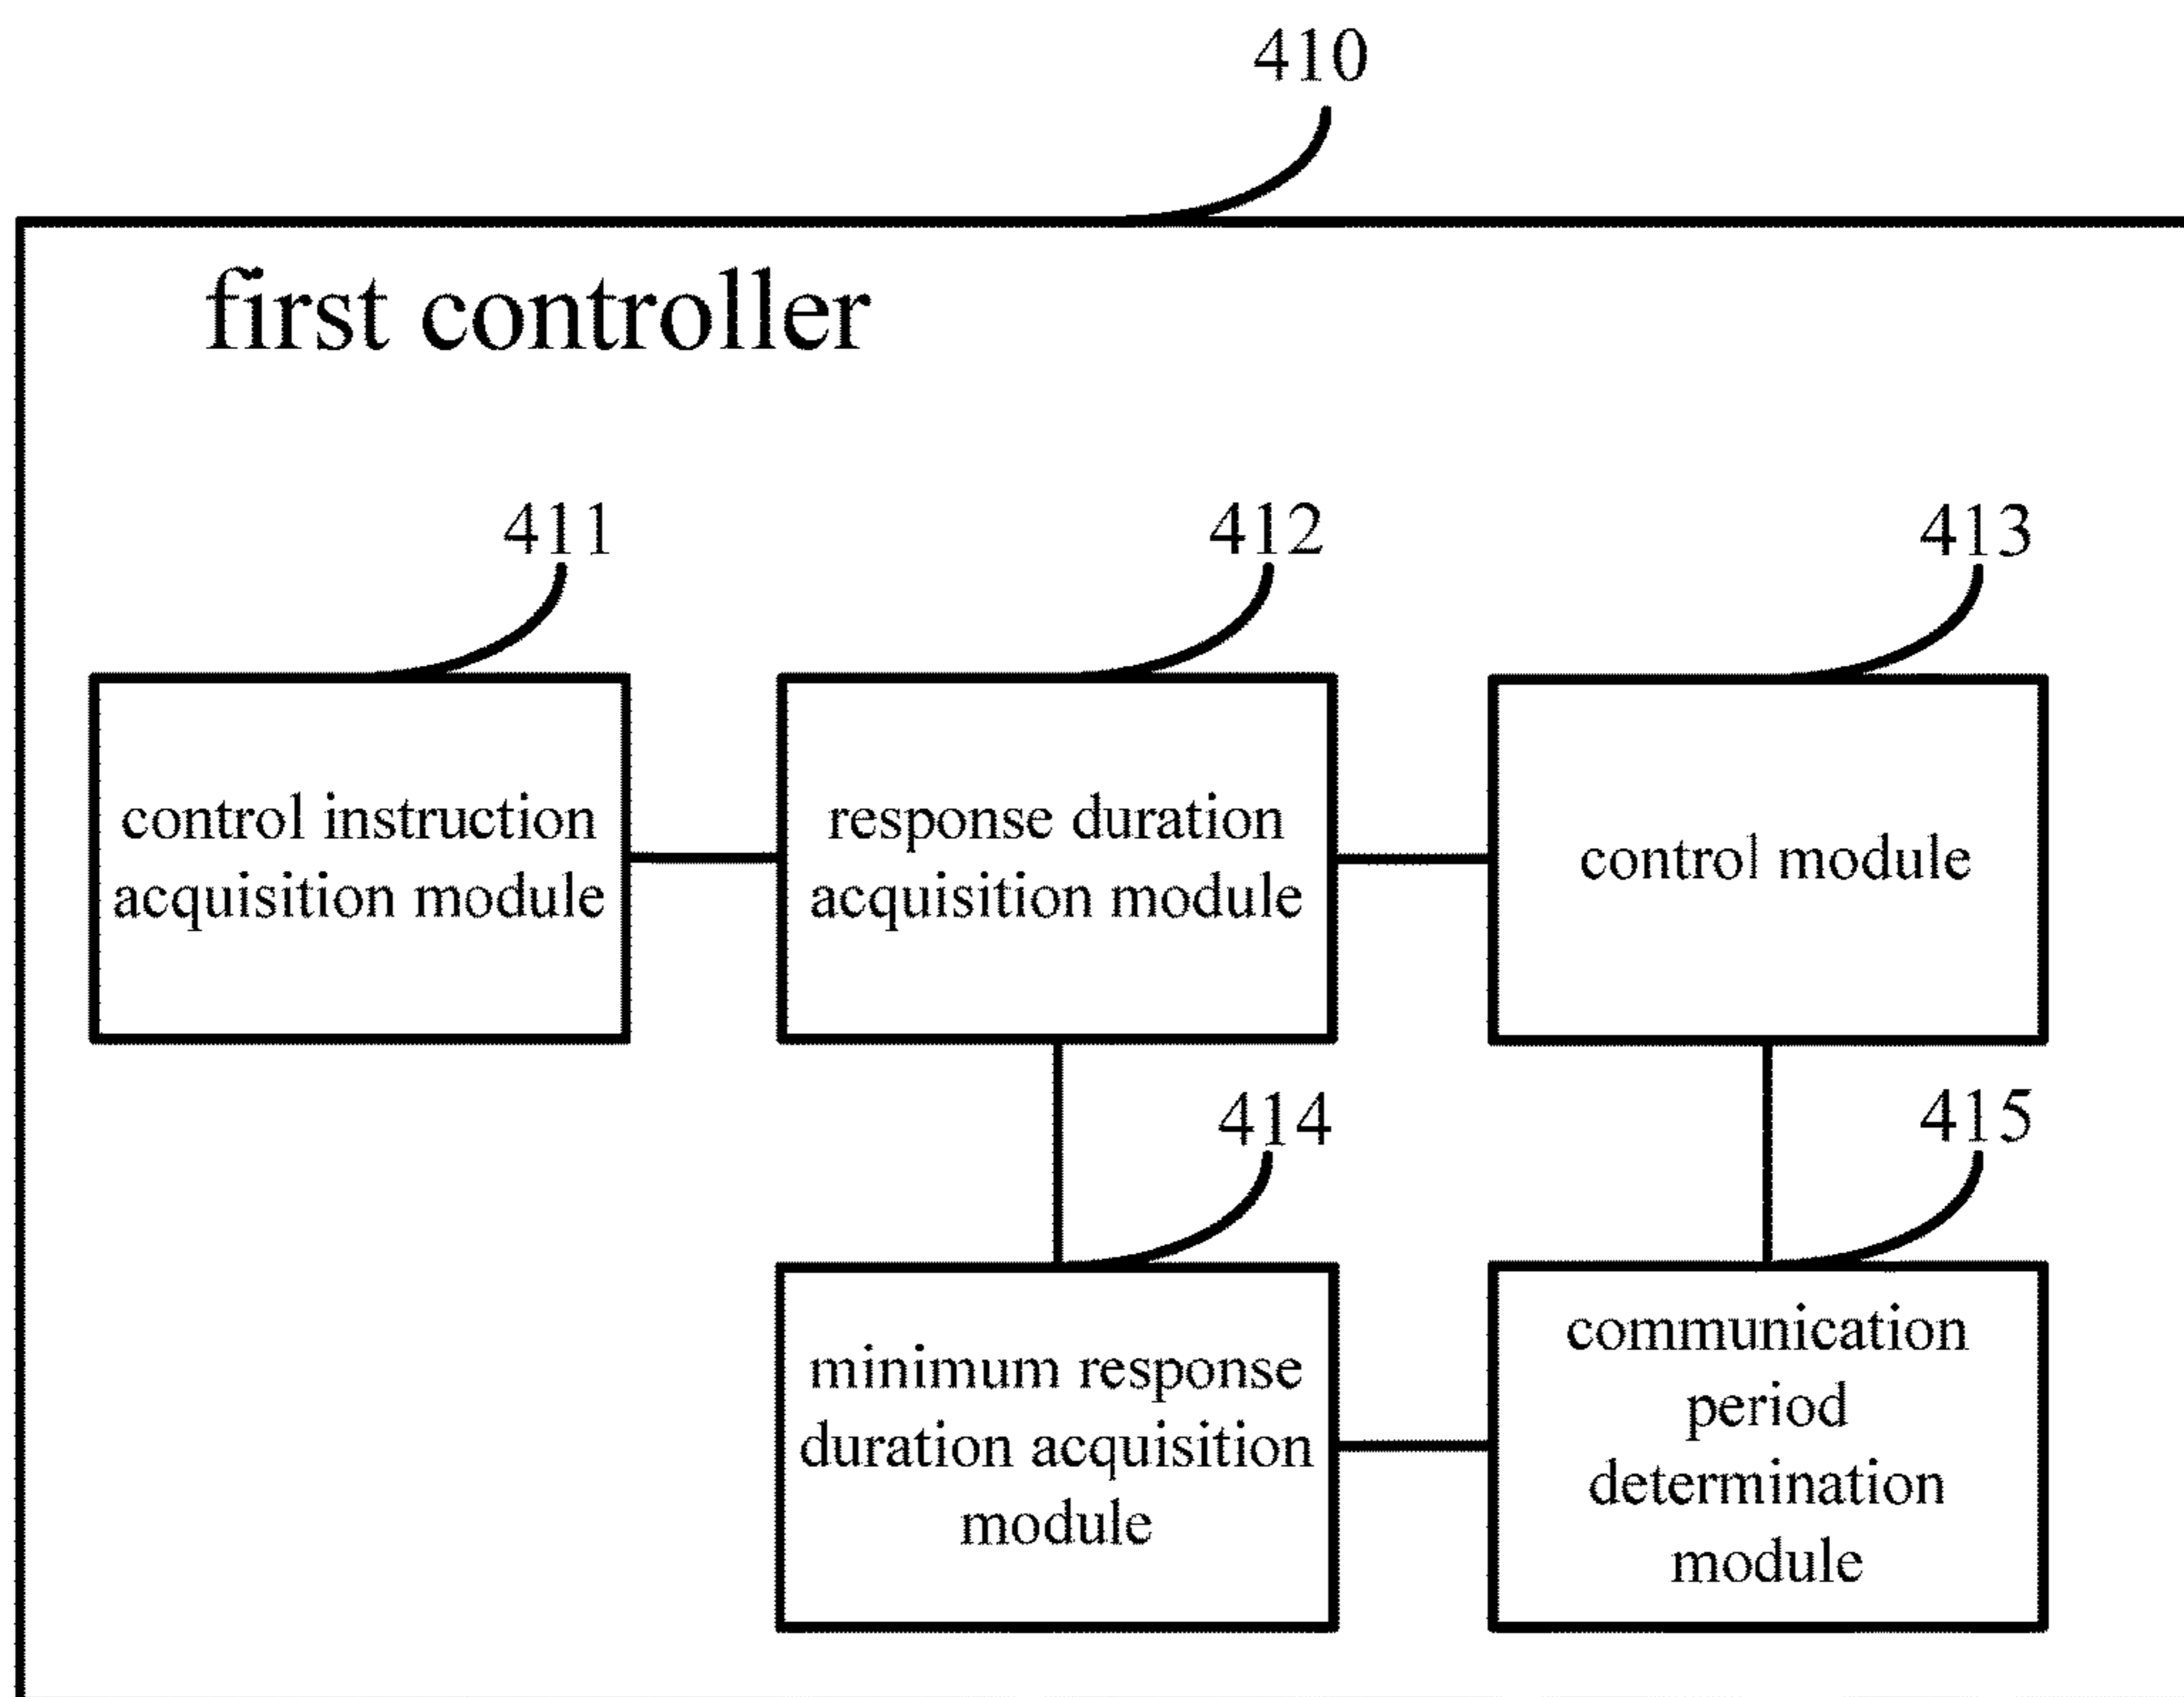 410
first controller
411
412
413
control instruction
acquisition module
response duration
acquisition module
control module
414
415
minimum response
duration acquisition
module
communication
period
determination
module